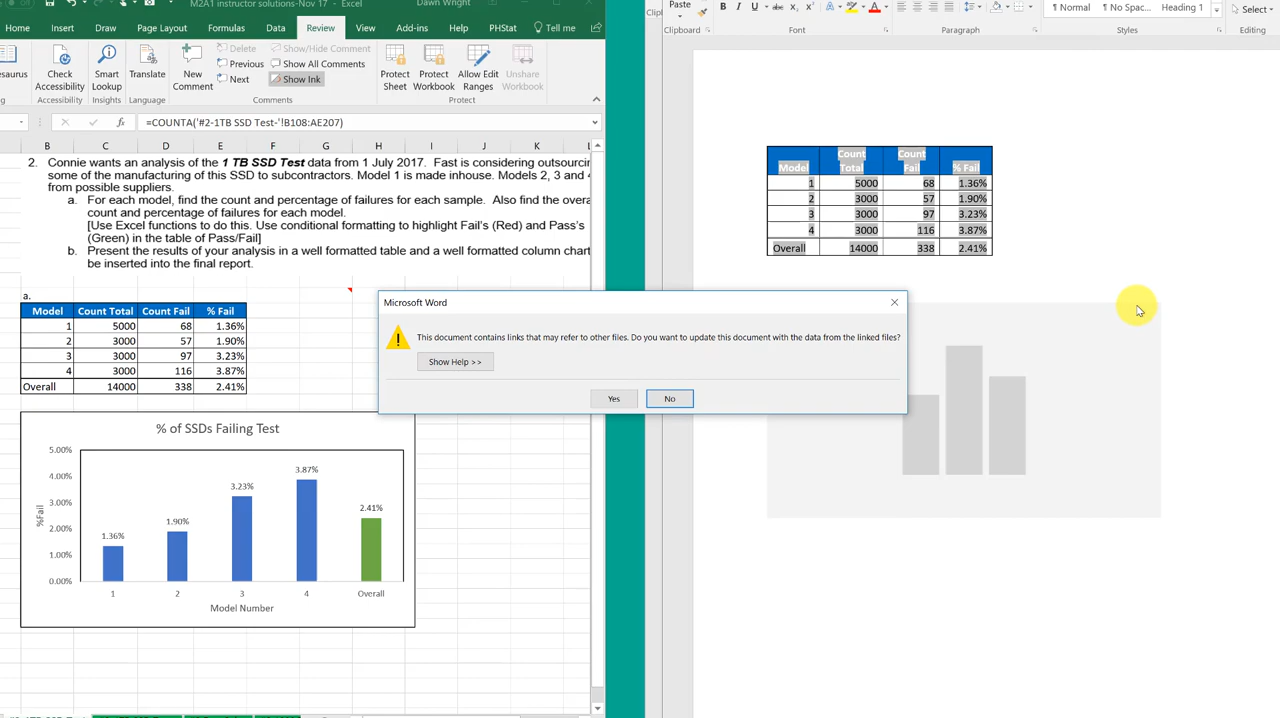 M2A1 instructor solutions-Nov 17 - Excel
Dawn Wright
Home Insert Draw Page Layout Formulas Data Review View Add-ins Help PHStat Tell me
Check Accessibility
Accessibility
Smart Lookup
Insights
Translate
Language
New Comment
Delete
Previous
Next
Show/Hide Comment
Show All Comments
Show Ink
Comments
Protect Sheet
Protect Workbook
Allow Edit Ranges
Unshare Workbook
Protect
=COUNTA('#2-1TB SSD Test-'!B108:AE207)
B C D E F G H I J K
2. Connie wants an analysis of the 1 TB SSD Test data from 1 July 2017. Fast is considering outsourcin
some of the manufacturing of this SSD to subcontractors. Model 1 is made inhouse. Models 2, 3 and 4
from possible suppliers.
a. For each model, find the count and percentage of failures for each sample. Also find the overa
count and percentage of failures for each model.
[Use Excel functions to do this. Use conditional formatting to highlight Fail's (Red) and Pass's
(Green) in the table of Pass/Fail]
b. Present the results of your analysis in a well formatted table and a well formatted column chart
be inserted into the final report.
a.
Model Count Total Count Fail % Fail
1 5000 68 1.36%
2 3000 57 1.90%
3 3000 97 3.23%
4 3000 116 3.87%
Overall 14000 338 2.41%
% of SSDs Failing Test
5.00%
4.00%
3.00%
2.00%
1.00%
0.00%
%Fail
1.36%
1.90%
3.23%
3.87%
2.41%
1 2 3 4 Overall
Model Number
Paste
Clipboard
B I U abc X₂ X²
Font
Paragraph
¶ Normal ¶ No Spac... Heading 1
Styles
Select
Editing
Model Count Total Count Fail % Fail
1 5000 68 1.36%
2 3000 57 1.90%
3 3000 97 3.23%
4 3000 116 3.87%
Overall 14000 338 2.41%
Microsoft Word
This document contains links that may refer to other files. Do you want to update this document with the data from the linked files?
Show Help >>
Yes No